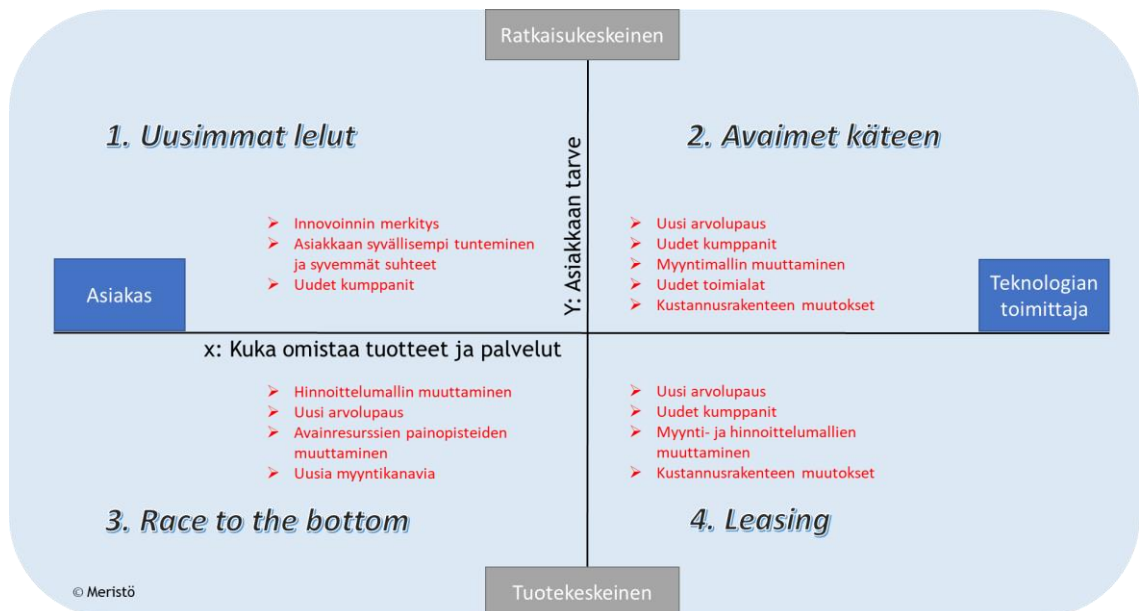 Ratkaisukeskeinen
1. Uusimmat lelut
2. Avaimet käteen
Y: Asiakkaan tarve
➢ Innovoinnin merkitys
➢ Asiakkaan syvällisempi tunteminen
ja syvemmät suhteet
➢ Uudet kumppanit
➢ Uusi arvolupaus
➢ Uudet kumppanit
➢ Myyntimallin muuttaminen
➢ Uudet toimialat
➢ Kustannusrakenteen muutokset
Asiakas
Teknologian
toimittaja
x: Kuka omistaa tuotteet ja palvelut
➢ Hinnoittelumallin muuttaminen
➢ Uusi arvolupaus
➢ Avainresurssien painopisteiden
muuttaminen
➢ Uusia myyntikanavia
➢ Uusi arvolupaus
➢ Uudet kumppanit
➢ Myynti- ja hinnoittelumallien
muuttaminen
➢ Kustannusrakenteen muutokset
3. Race to the bottom
4. Leasing
© Meristö
Tuotekeskeinen